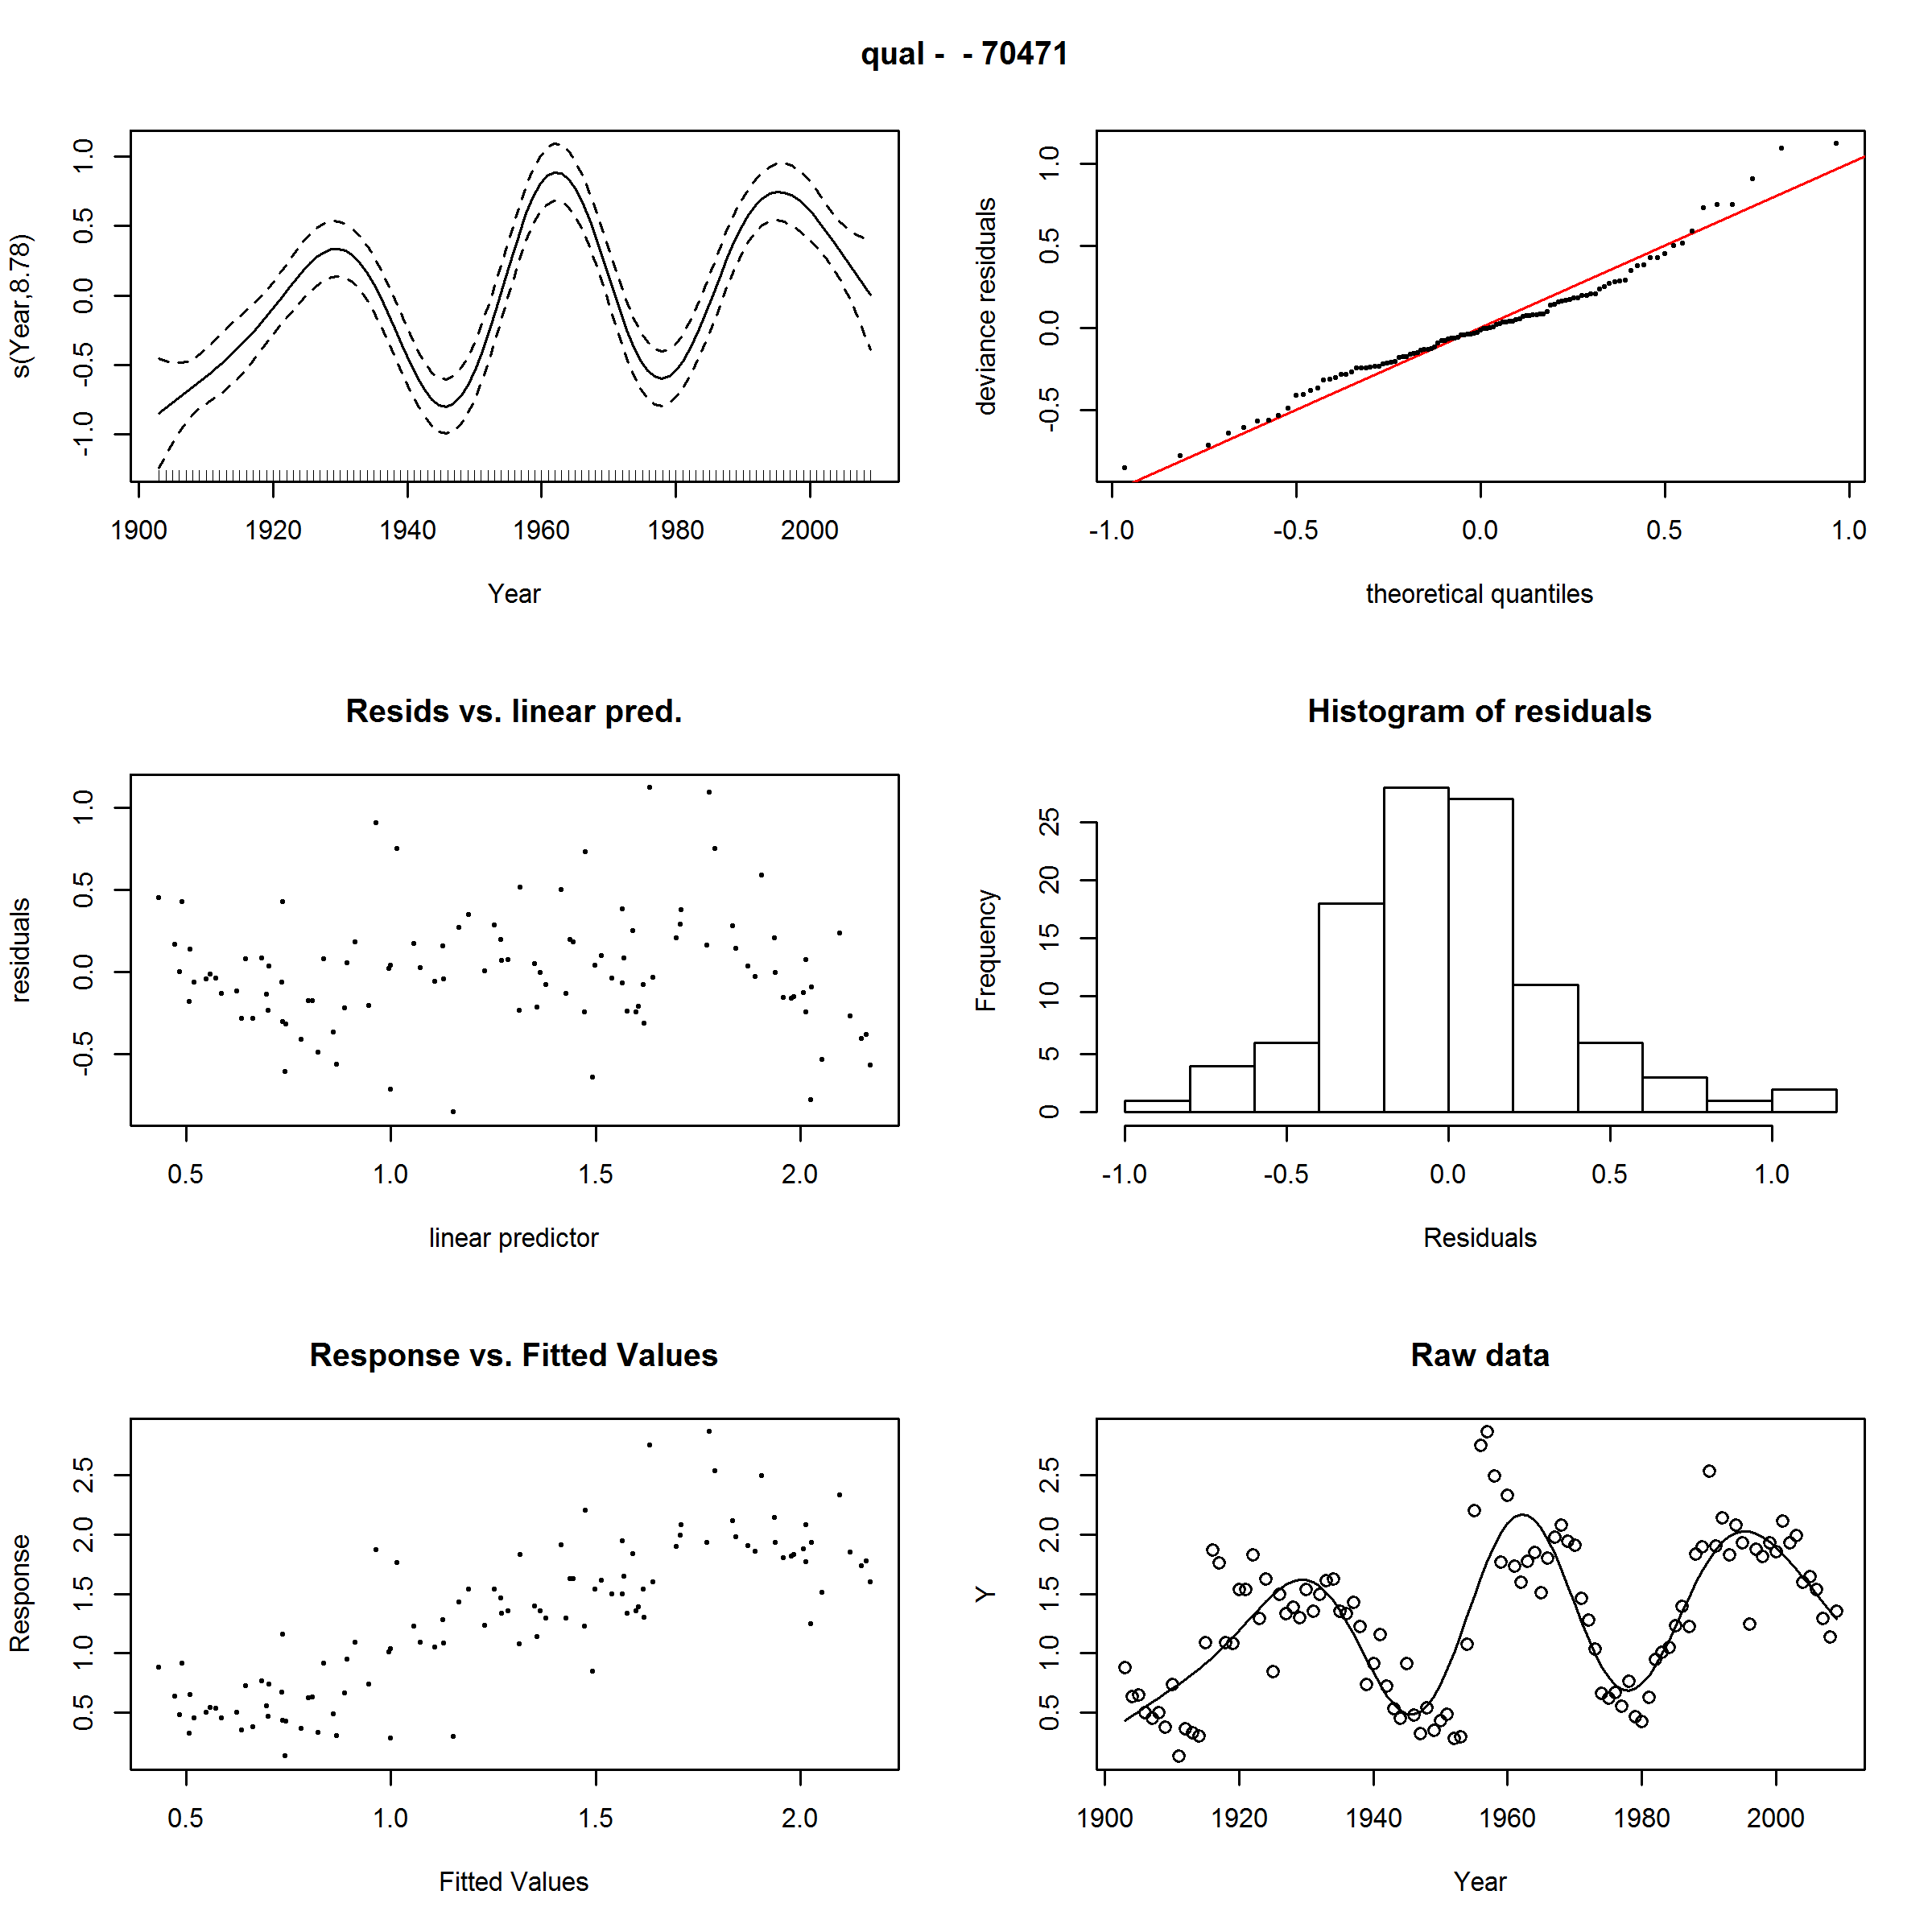 qual -  - 70471
s(Year,8.78)
1.0
0.5
0.0
-0.5
-1.0
1900 1920 1940 1960 1980 2000
Year
deviance residuals
1.0
0.5
0.0
-0.5
-1.0 -0.5 0.0 0.5 1.0
theoretical quantiles
Resids vs. linear pred.
residuals
1.0
0.5
0.0
-0.5
0.5 1.0 1.5 2.0
linear predictor
Histogram of residuals
Frequency
25
20
15
10
5
0
-1.0 -0.5 0.0 0.5 1.0
Residuals
Response vs. Fitted Values
Response
2.5
2.0
1.5
1.0
0.5
0.5 1.0 1.5 2.0
Fitted Values
Raw data
Y
2.5
2.0
1.5
1.0
0.5
1900 1920 1940 1960 1980 2000
Year